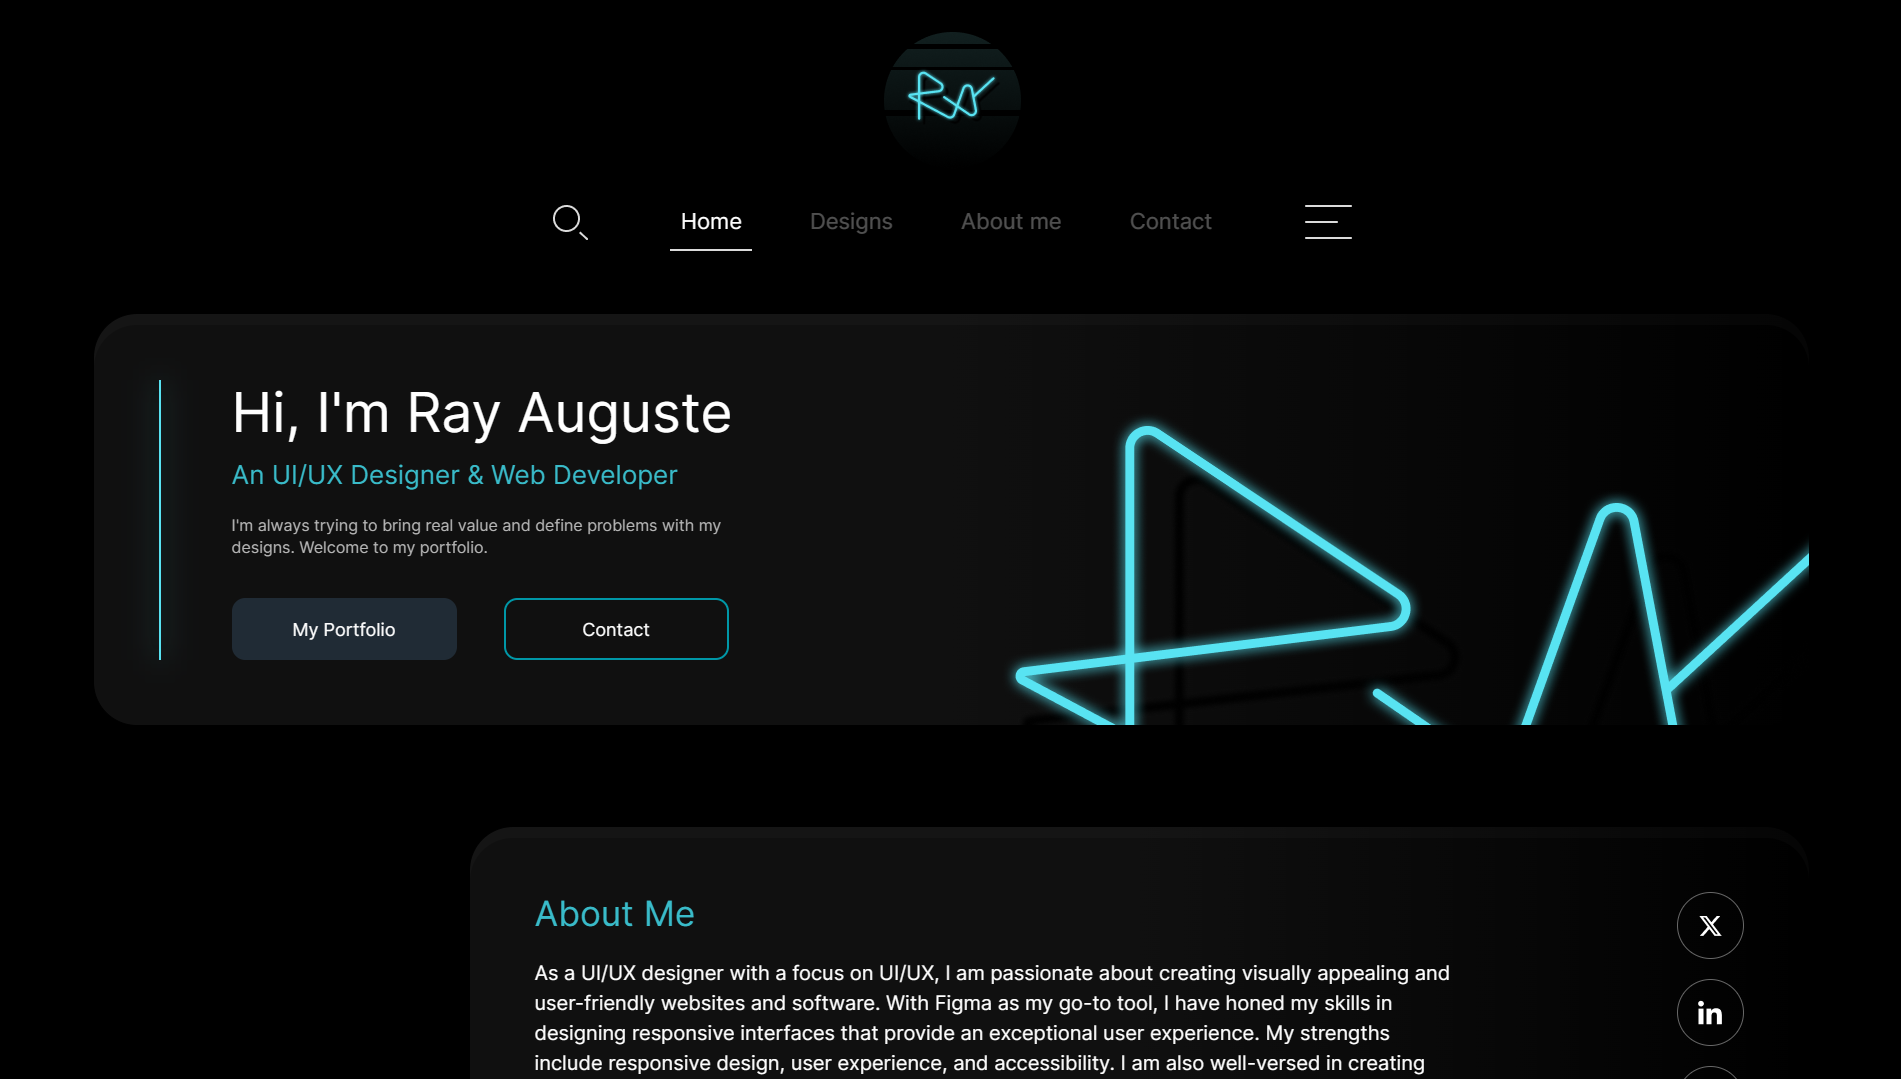 Ray
Home
Designs
About me
Contact
Hi, I'm Ray Auguste
An UI/UX Designer & Web Developer
I'm always trying to bring real value and define problems with my
designs. Welcome to my portfolio.
My Portfolio
Contact
About Me
As a UI/UX designer with a focus on UI/UX, I am passionate about creating visually appealing and
user-friendly websites and software. With Figma as my go-to tool, I have honed my skills in
designing responsive interfaces that provide an exceptional user experience. My strengths
include responsive design, user experience, and accessibility. I am also well-versed in creating
X
in